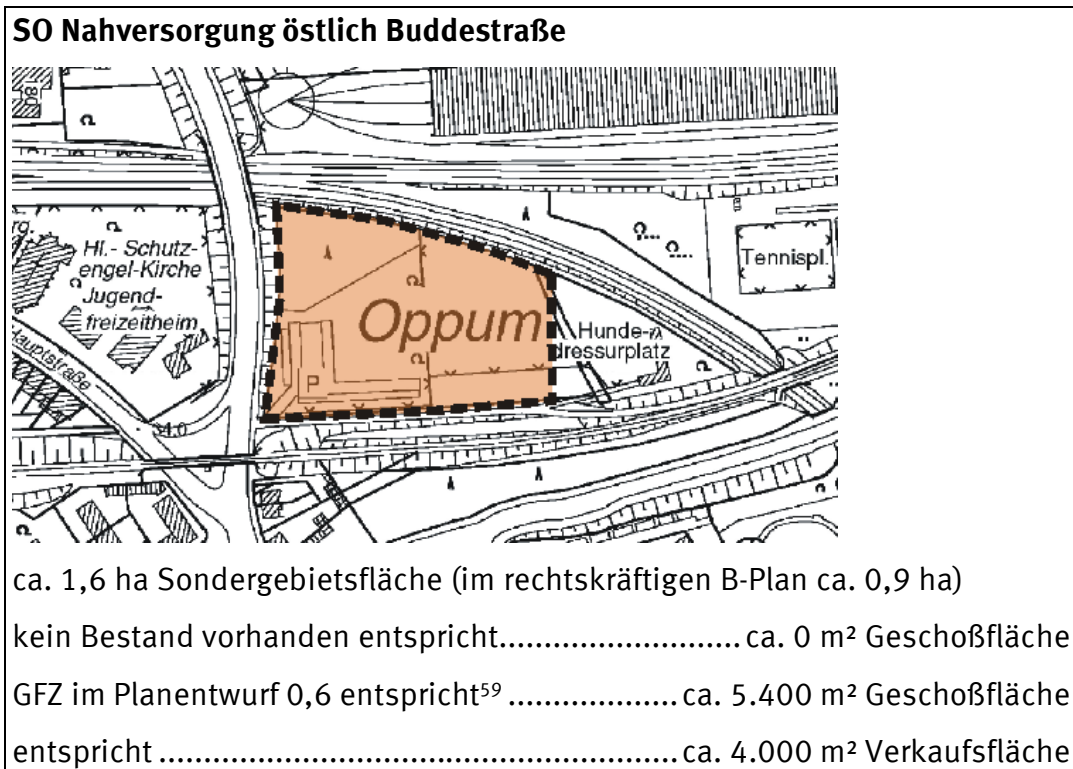 SO Nahversorgung östlich Buddestraße
Hl.- Schutz-
engel-Kirche
Jugend-
freizeitheim
Hauptstraße
34.0
P
Oppum
Hunde-
dressurplatz
Tennispl.
ca. 1,6 ha Sondergebietsfläche (im rechtskräftigen B-Plan ca. 0,9 ha)
kein Bestand vorhanden entspricht.......................... ca. 0 m² Geschoßfläche
GFZ im Planentwurf 0,6 entspricht⁵⁹ .................. ca. 5.400 m² Geschoßfläche
entspricht ........................................................ ca. 4.000 m² Verkaufsfläche